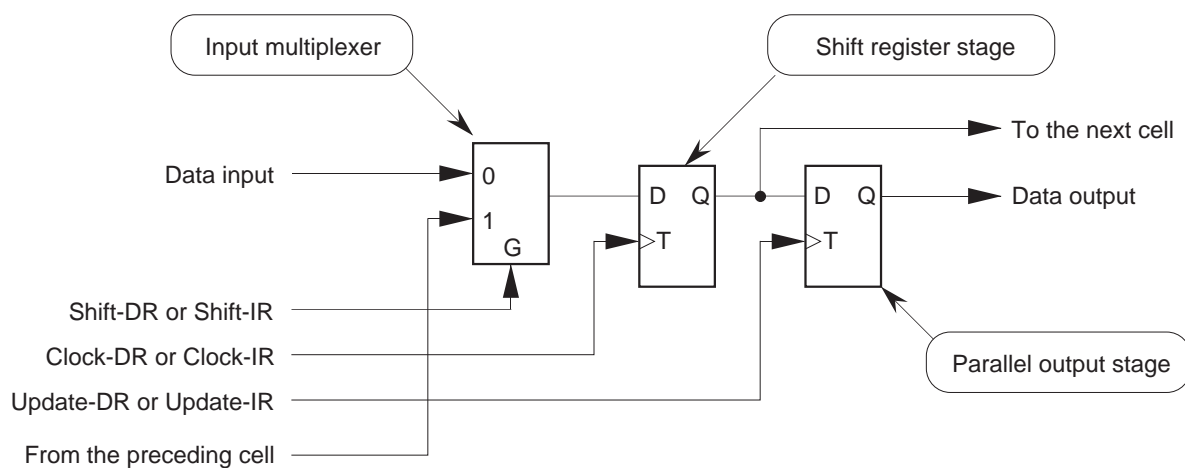 Input multiplexer
Shift register stage
To the next cell
Data input
0
D Q
D Q
Data output
1
G
T
T
Shift-DR or Shift-IR
Clock-DR or Clock-IR
Parallel output stage
Update-DR or Update-IR
From the preceding cell